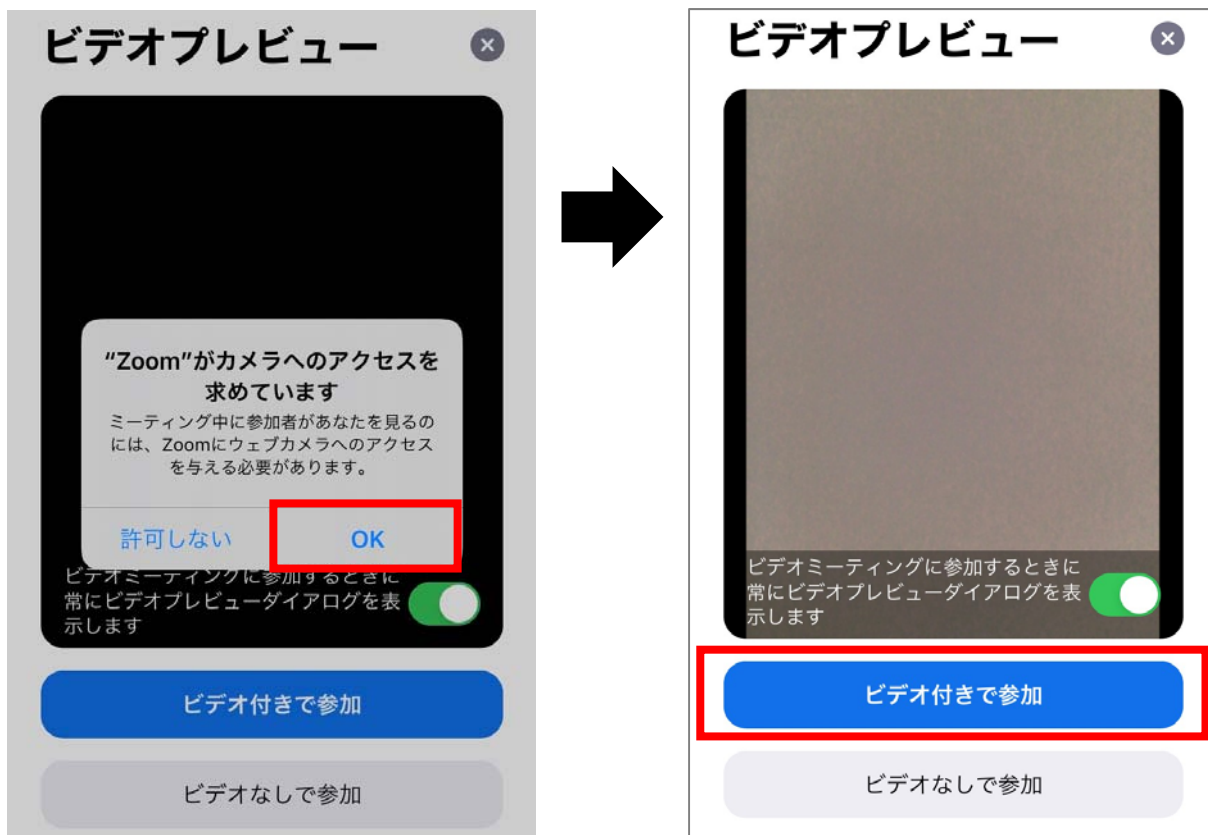 ビデオプレビュー
“Zoom”がカメラへのアクセスを
求めています
ミーティング中に参加者があなたを見るの
には、Zoomにウェブカメラへのアクセス
を与える必要があります。
許可しない
OK
ビデオミーティングに参加するときに
常にビデオプレビューダイアログを表
示します
ビデオ付きで参加
ビデオなしで参加
ビデオプレビュー
ビデオミーティングに参加するときに
常にビデオプレビューダイアログを表
示します
ビデオ付きで参加
ビデオなしで参加